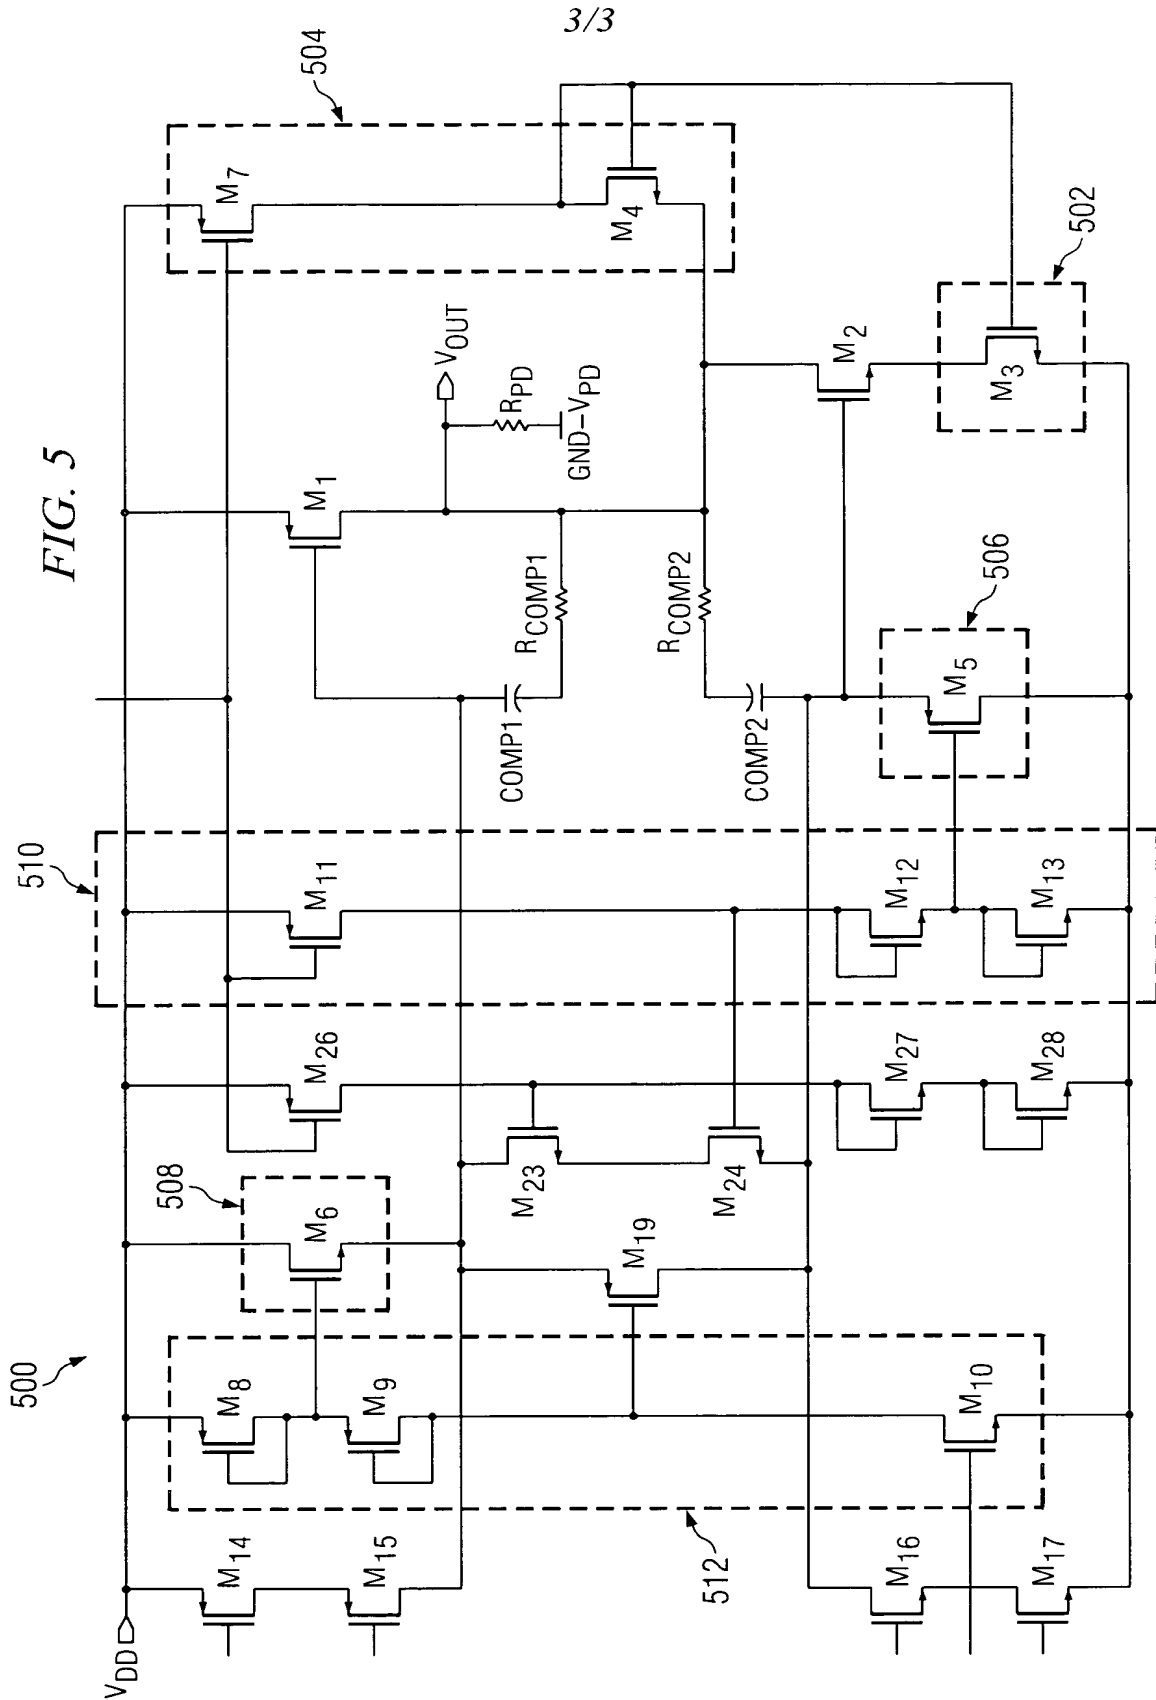 3/3
FIG. 5
500
510
504
508
502
506
512
VDD
M14
M15
M8
M9
M6
M26
M11
M1
M7
M4
VOUT
RPD
GND–VPD
RCOMP1
COMP1
RCOMP2
COMP2
M23
M24
M19
M10
M16
M17
M27
M28
M12
M13
M5
M2
M3